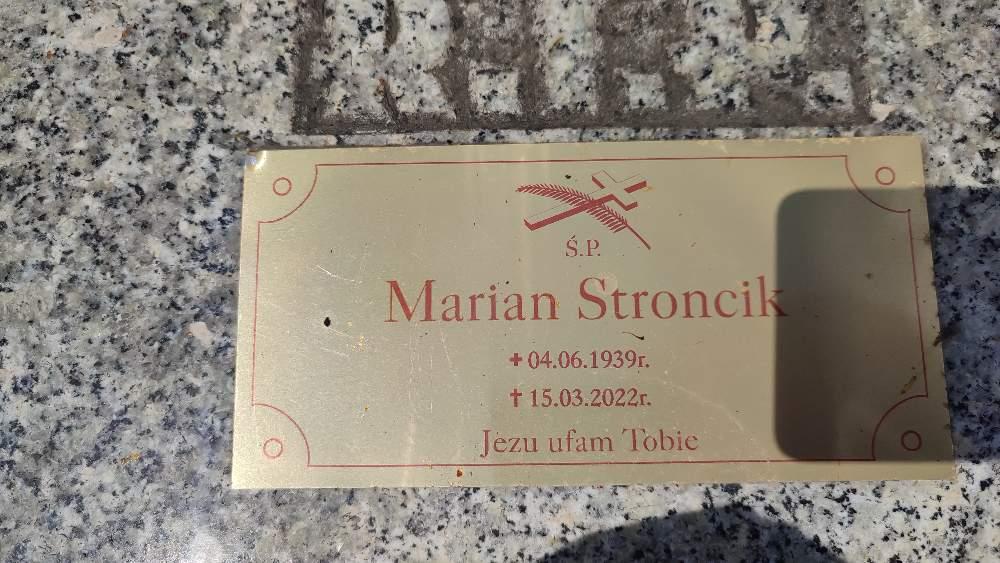 Ś.P.
Marian Stroncik
+ 04.06.1939r.
† 15.03.2022r.
Jezu ufam Tobie